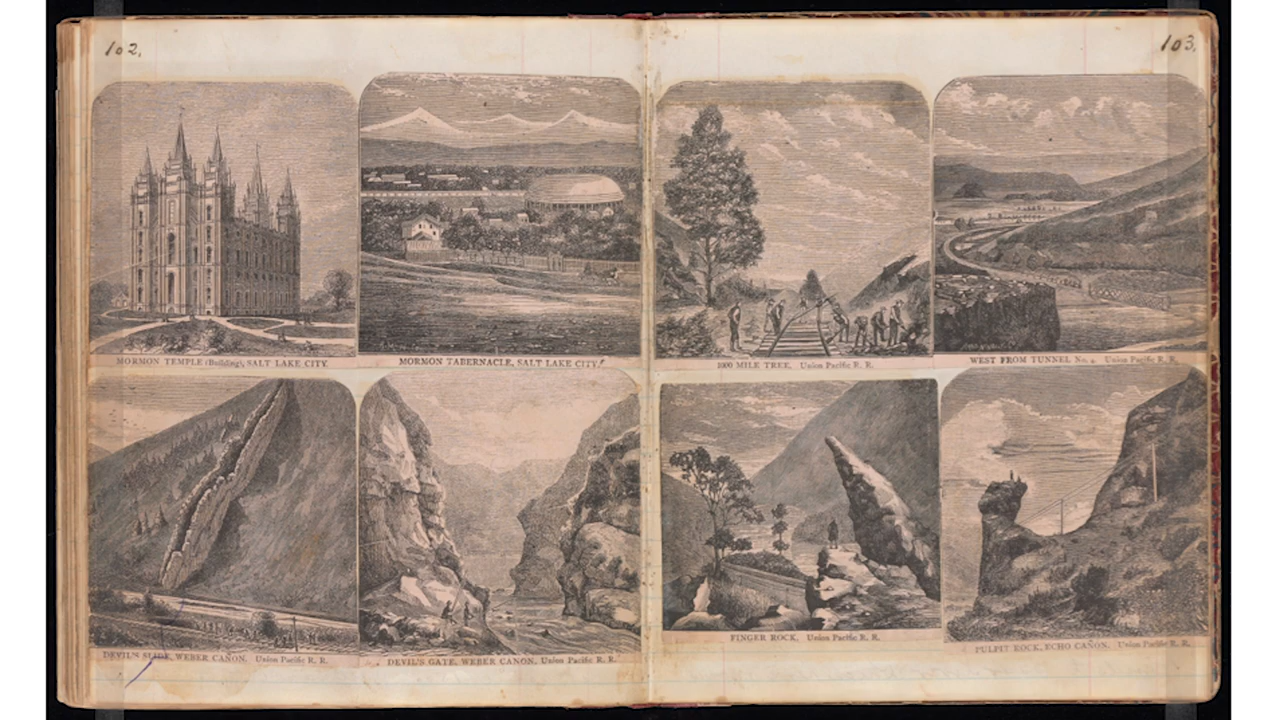 102.
103.
MORMON TEMPLE (Building), SALT LAKE CITY.
MORMON TABERNACLE, SALT LAKE CITY.
1000 MILE TREE, Union Pacific R. R.
WEST FROM TUNNEL No. 4. Union Pacific R. R.
DEVIL'S SLIDE, WEBER CAÑON. Union Pacific R. R.
DEVIL'S GATE, WEBER CANON. Union Pacific R. R.
FINGER ROCK, Union Pacific R. R.
PULPIT ROCK, ECHO CAÑON. Union Pacific R. R.